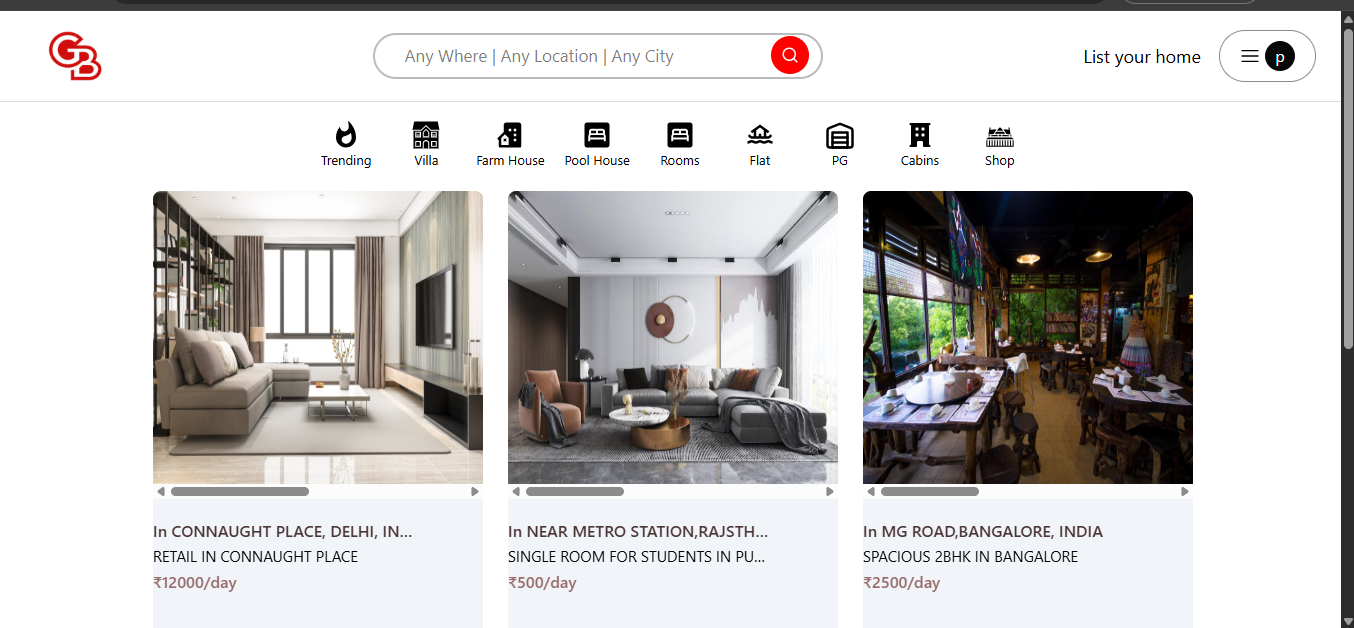 GB
Any Where | Any Location | Any City
List your home
p
Trending
Villa
Farm House
Pool House
Rooms
Flat
PG
Cabins
Shop
In CONNAUGHT PLACE, DELHI, IN...
RETAIL IN CONNAUGHT PLACE
₹12000/day
In NEAR METRO STATION,RAJSTH...
SINGLE ROOM FOR STUDENTS IN PU...
₹500/day
In MG ROAD,BANGALORE, INDIA
SPACIOUS 2BHK IN BANGALORE
₹2500/day